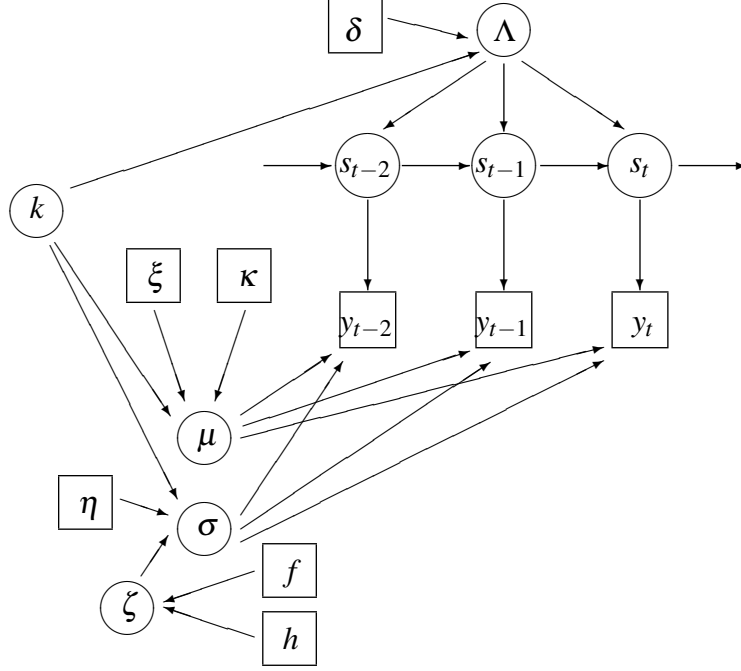 δ
Λ
s_{t−2}
s_{t−1}
s_t
k
ξ
κ
y_{t−2}
y_{t−1}
y_t
μ
η
σ
f
ζ
h